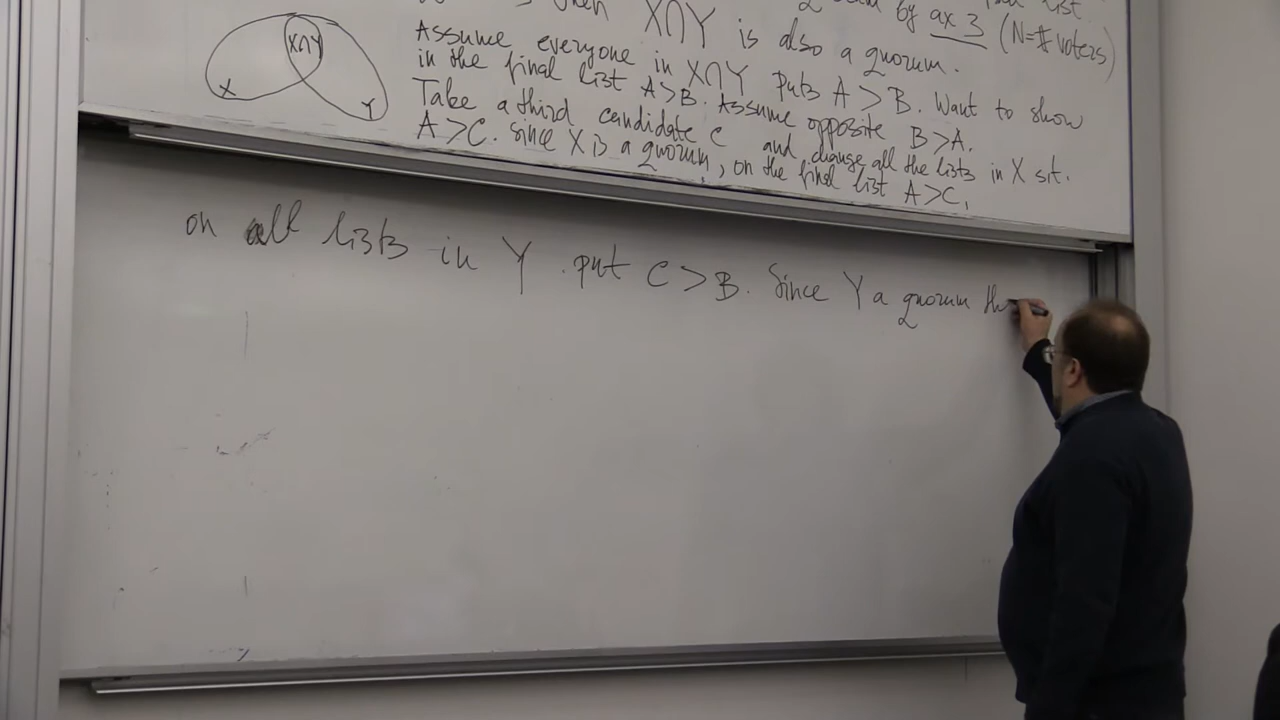 by ax 3 (N=# voters)
then X∩Y is also a quorum.
Assume everyone in X∩Y puts A > B. Want to show
in the final list A>B. Assume opposite B>A.
Take a third candidate C and change all the lists in X s.t.
A>C. Since X is a quorum, on the final list A>C,
X∩Y
X
Y
on all lists in Y put C > B. Since Y a quorum th